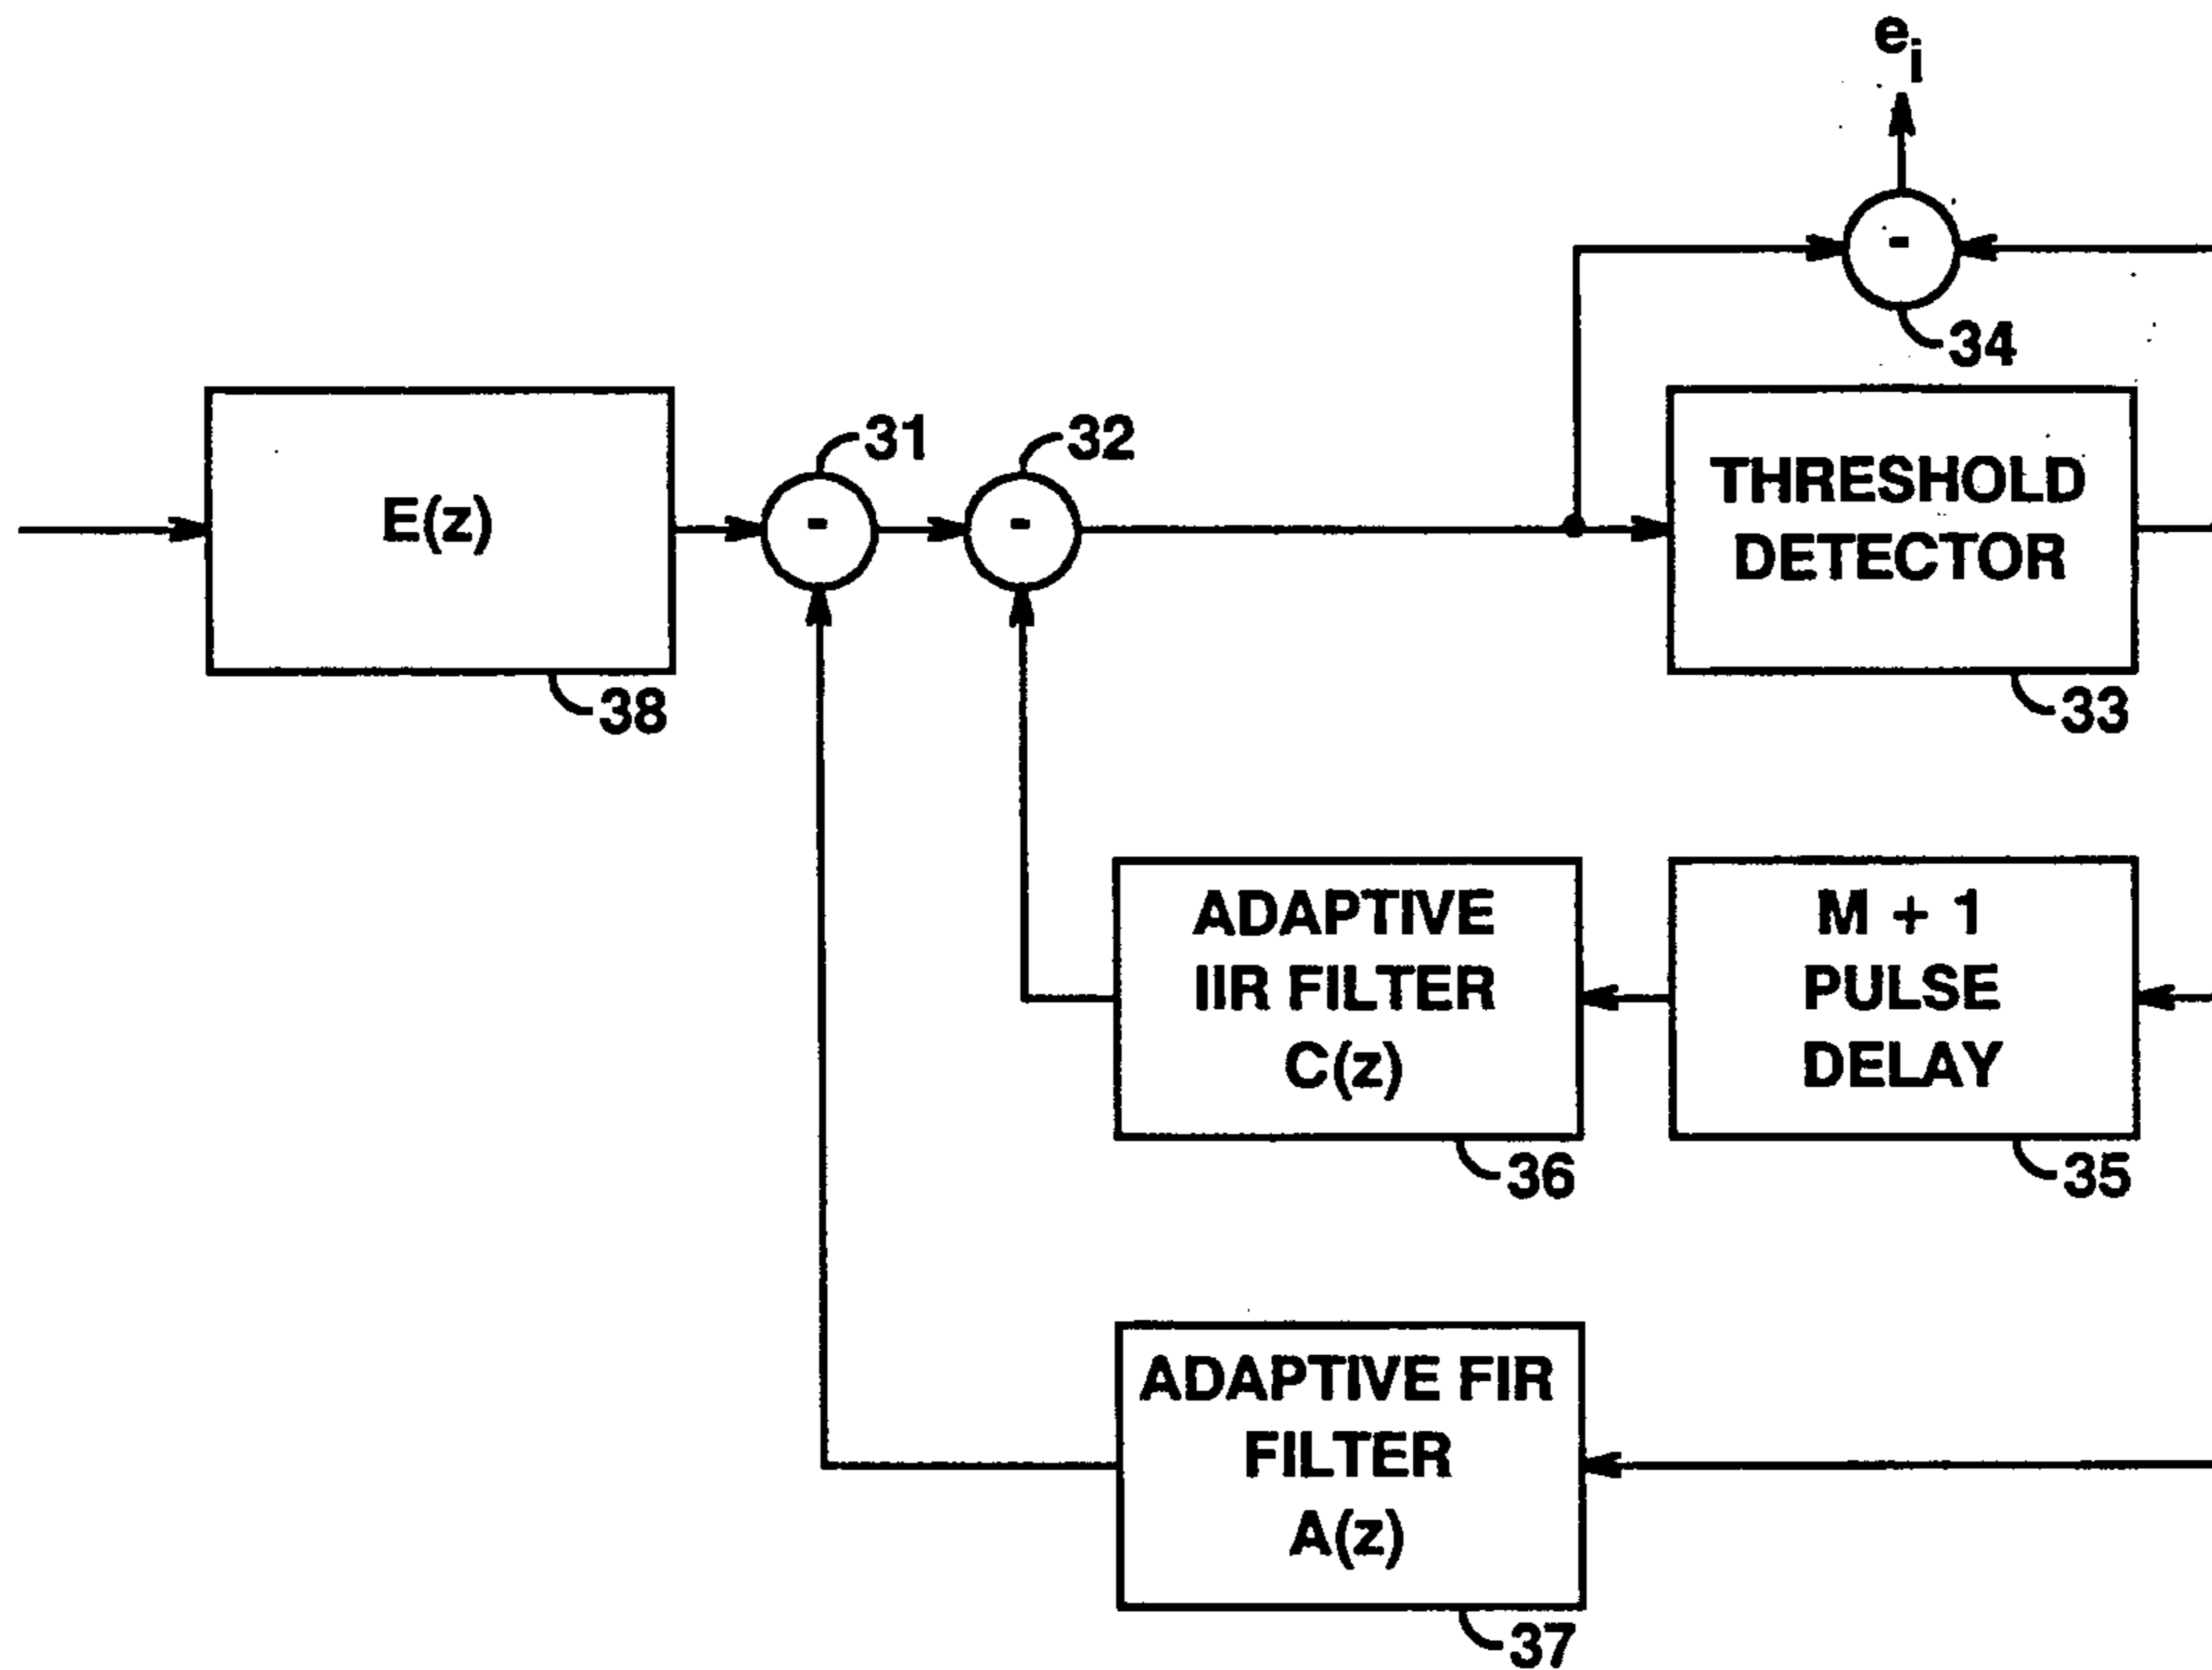 ei
34
31
32
E(z)
THRESHOLD
DETECTOR
38
33
ADAPTIVE
IIR FILTER
C(z)
M + 1
PULSE
DELAY
36
35
ADAPTIVE FIR
FILTER
A(z)
37
-
-
-